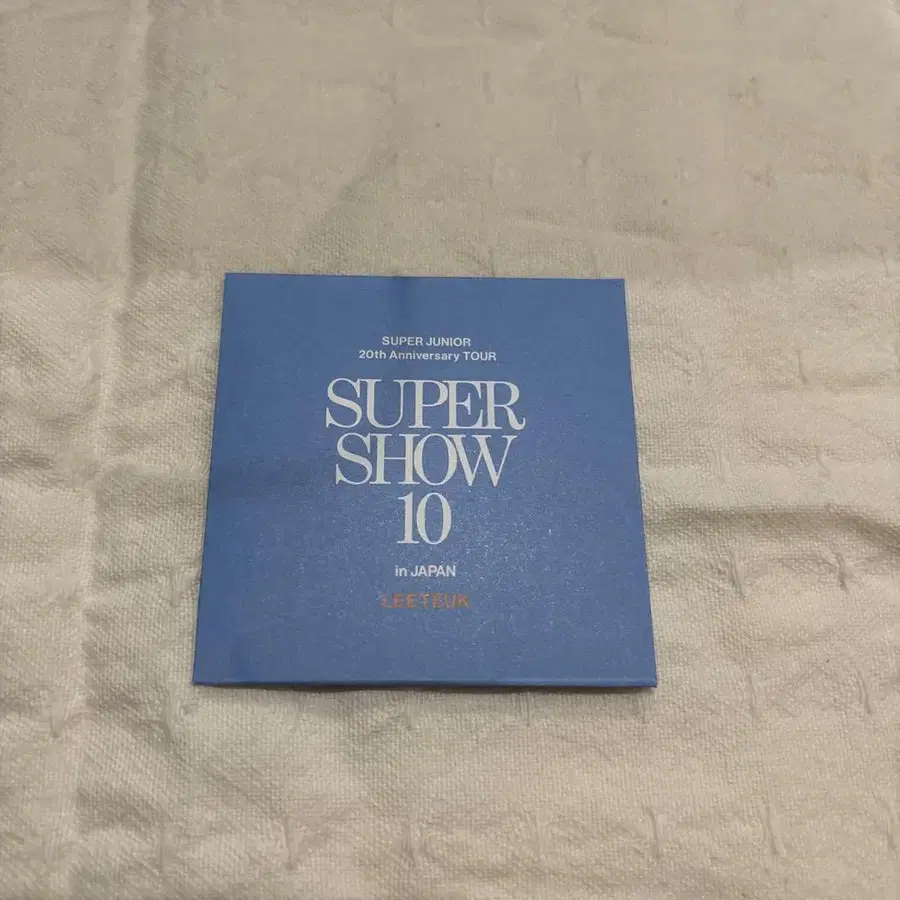 SUPER JUNIOR
20th Anniversary TOUR
SUPER
SHOW
10
in JAPAN
LEETEUK